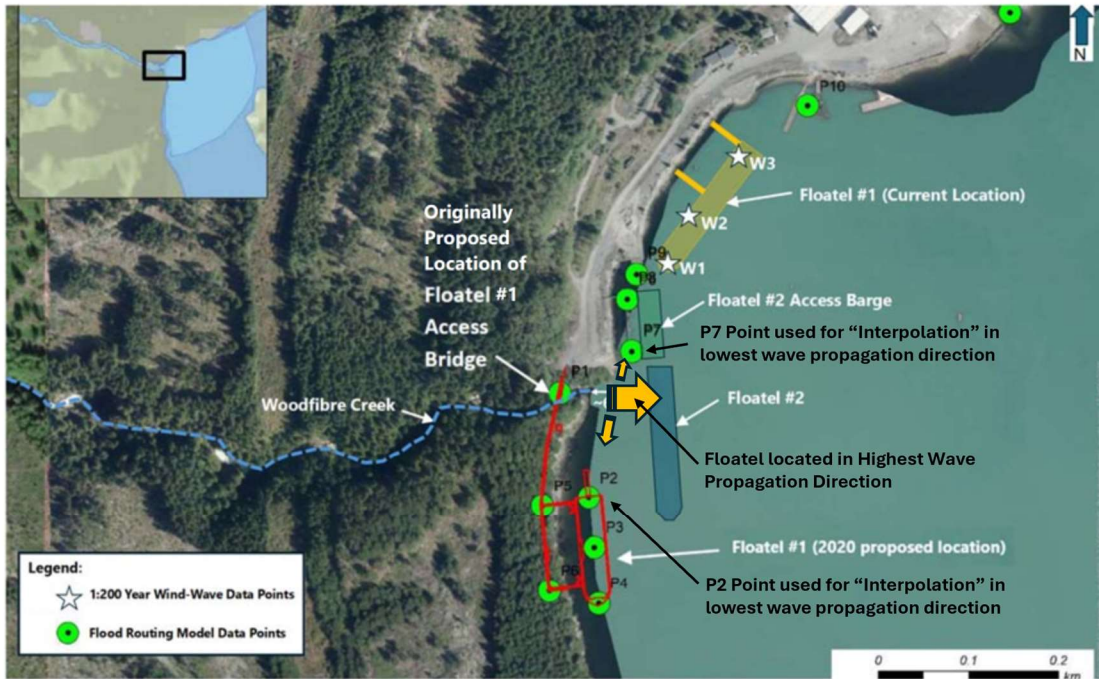 N
P10
W3
Floatel #1 (Current Location)
W2
Originally
Proposed
Location of
Floatel #1
Access
Bridge
P9
W1
Floatel #2 Access Barge
P7
P7 Point used for “Interpolation” in
lowest wave propagation direction
P1
Woodfibre Creek
Floatel #2
Floatel located in Highest Wave
Propagation Direction
P5
P2
P3
Floatel #1 (2020 proposed location)
P6
P4
P2 Point used for “Interpolation” in
lowest wave propagation direction
Legend:
1:200 Year Wind-Wave Data Points
Flood Routing Model Data Points
0 0.1 0.2
km